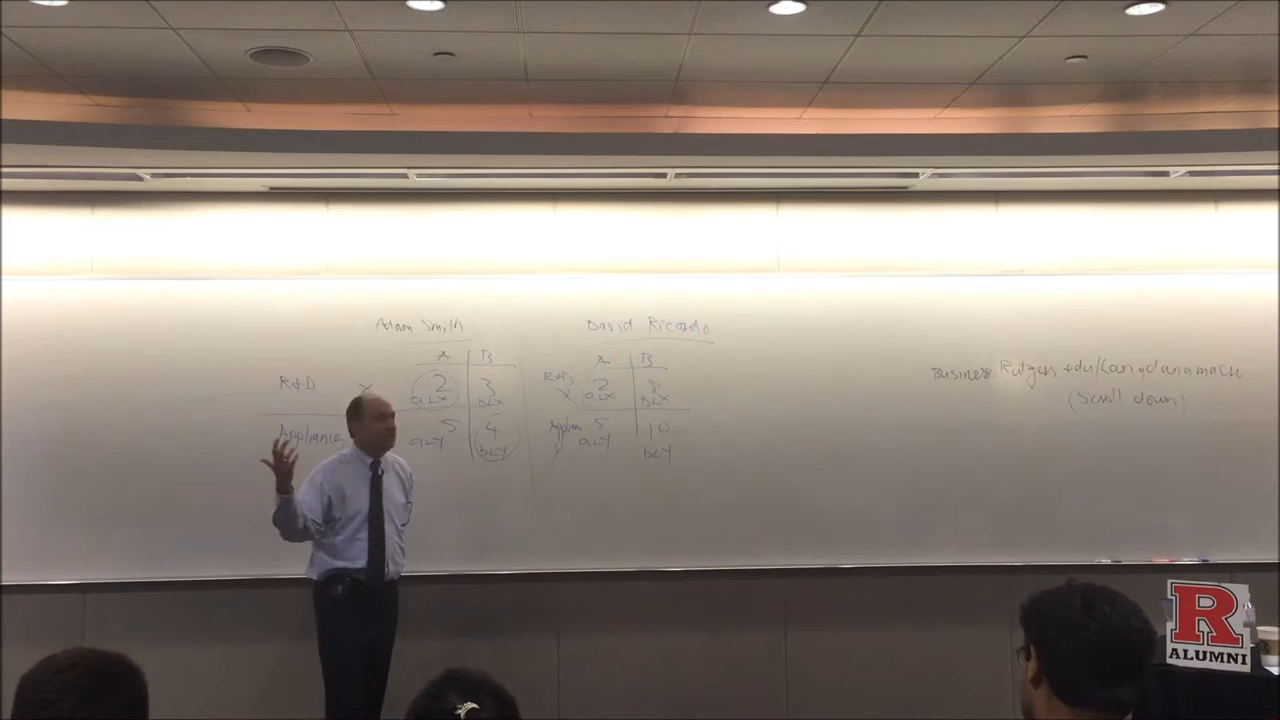 Adam Smith
A B
R&D X 2 3
aLX bLX
Appliances 5 4
aLY bLY
David Ricardo
A B
R&D 2 8
X aLX bLX
Applian 5 10
Y aLY bLY
Business.Rutgers.edu/
(Scroll down)
R
ALUMNI